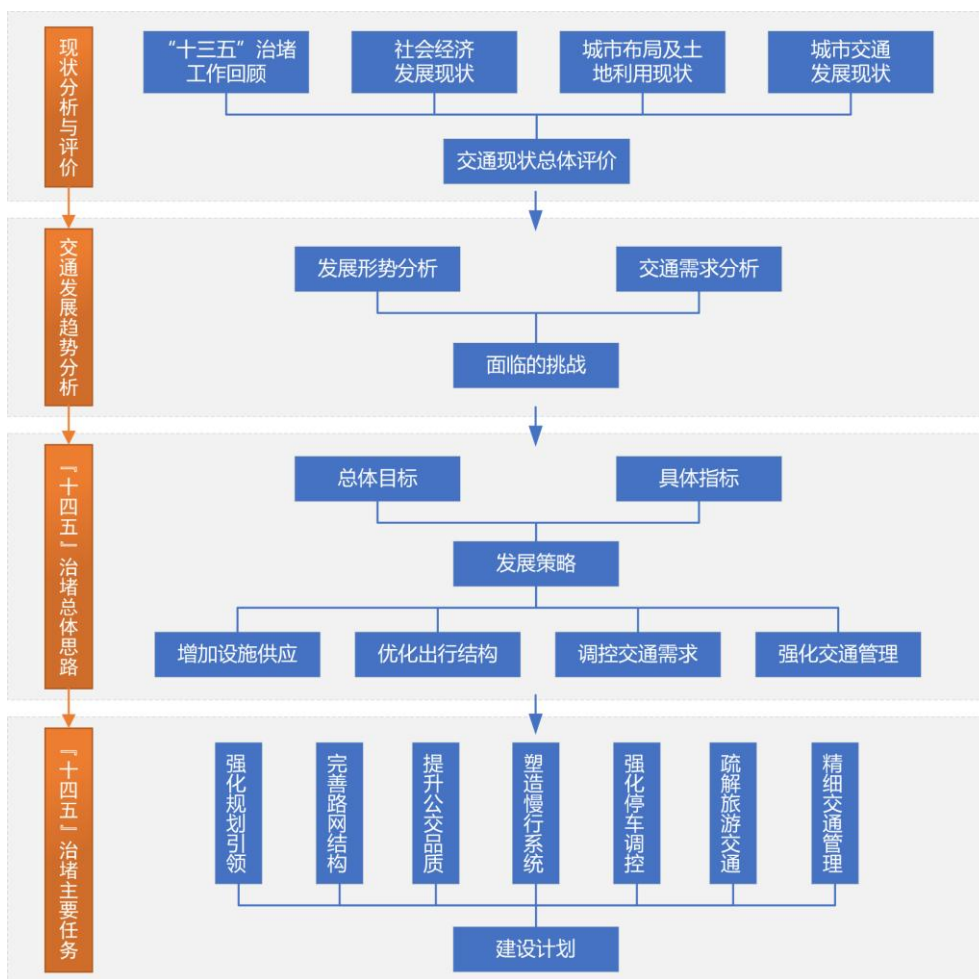 现状分析与评价
“十三五”治堵
工作回顾
社会经济
发展现状
城市布局及土
地利用现状
城市交通
发展现状
交通现状总体评价
交通发展趋势分析
发展形势分析
交通需求分析
面临的挑战
『十四五』治堵总体思路
总体目标
具体指标
发展策略
增加设施供应
优化出行结构
调控交通需求
强化交通管理
『十四五』治堵主要任务
强化规划引领
完善路网结构
提升公交品质
塑造慢行系统
强化停车调控
疏解旅游交通
精细交通管理
建设计划